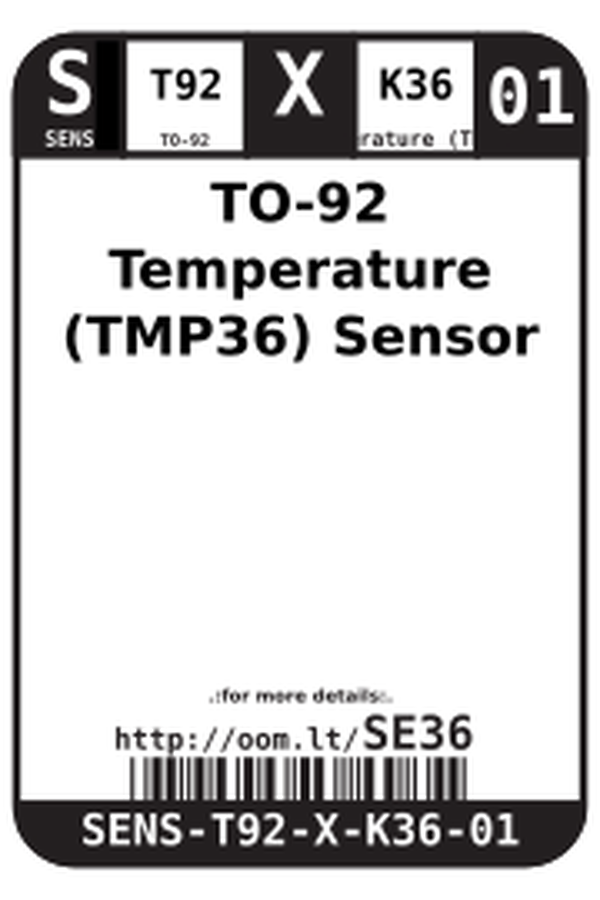 S T92 X K36 01
SENS TO-92 rature (T
TO-92
Temperature
(TMP36) Sensor
.:for more details:.
http://oom.lt/SE36
SENS-T92-X-K36-01